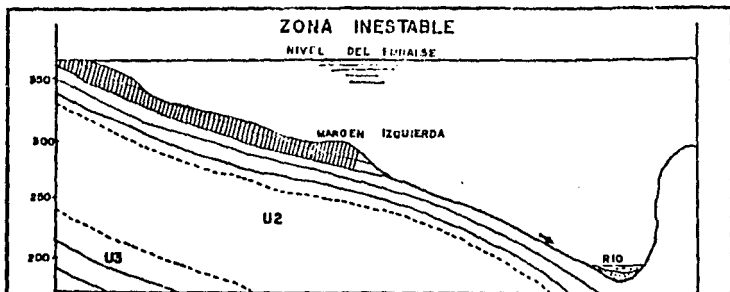 ZONA INESTABLE
NIVEL DEL EMBALSE
350
MARGEN IZQUIERDA
300
250
U2
U3
RIO
200